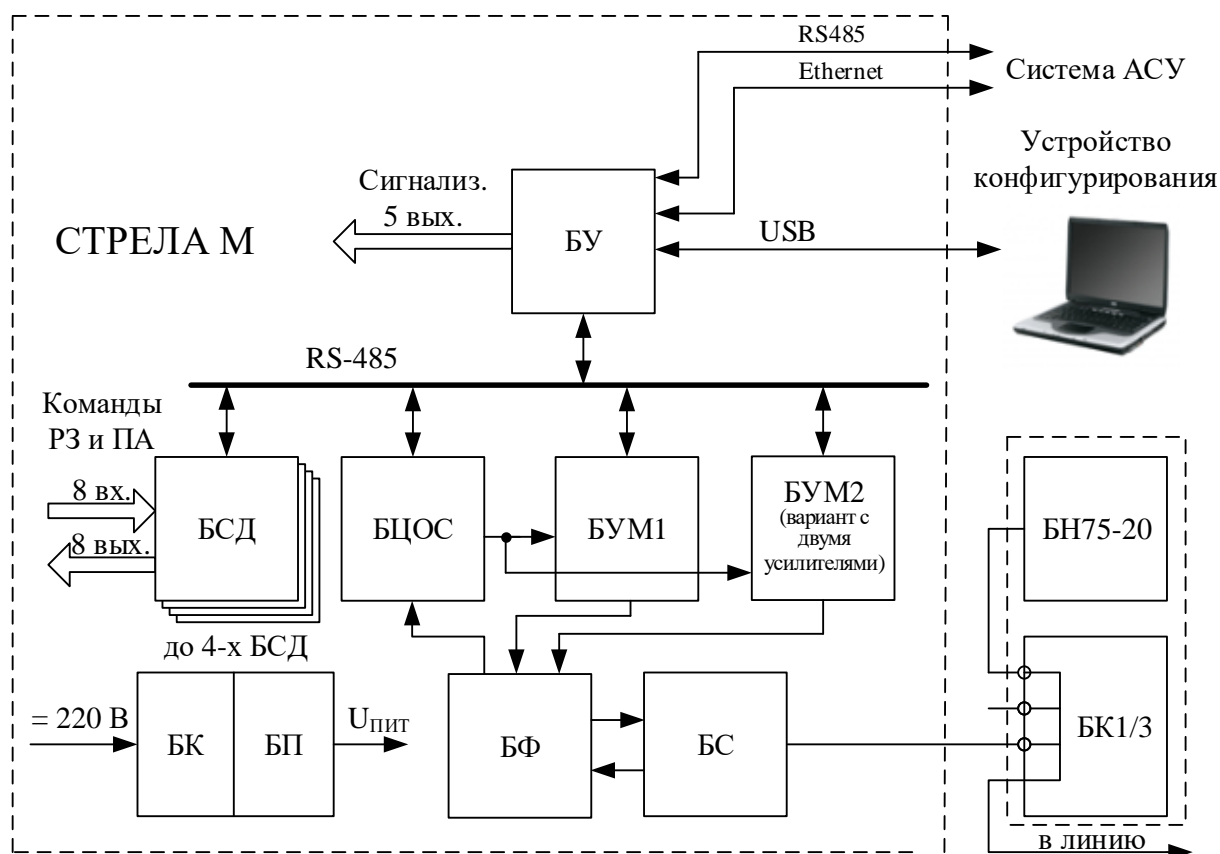 RS485
Ethernet
Система АСУ
Устройство
конфигурирования
Сигнализ.
5 вых.
СТРЕЛА М
БУ
USB
RS-485
Команды
РЗ и ПА
8 вх.
8 вых.
БСД
БЦОС
БУМ1
БУМ2
(вариант с
двумя
усилителями)
БН75-20
до 4-х БСД
= 220 В
БК
БП
UПИТ
БФ
БС
БК1/3
в линию